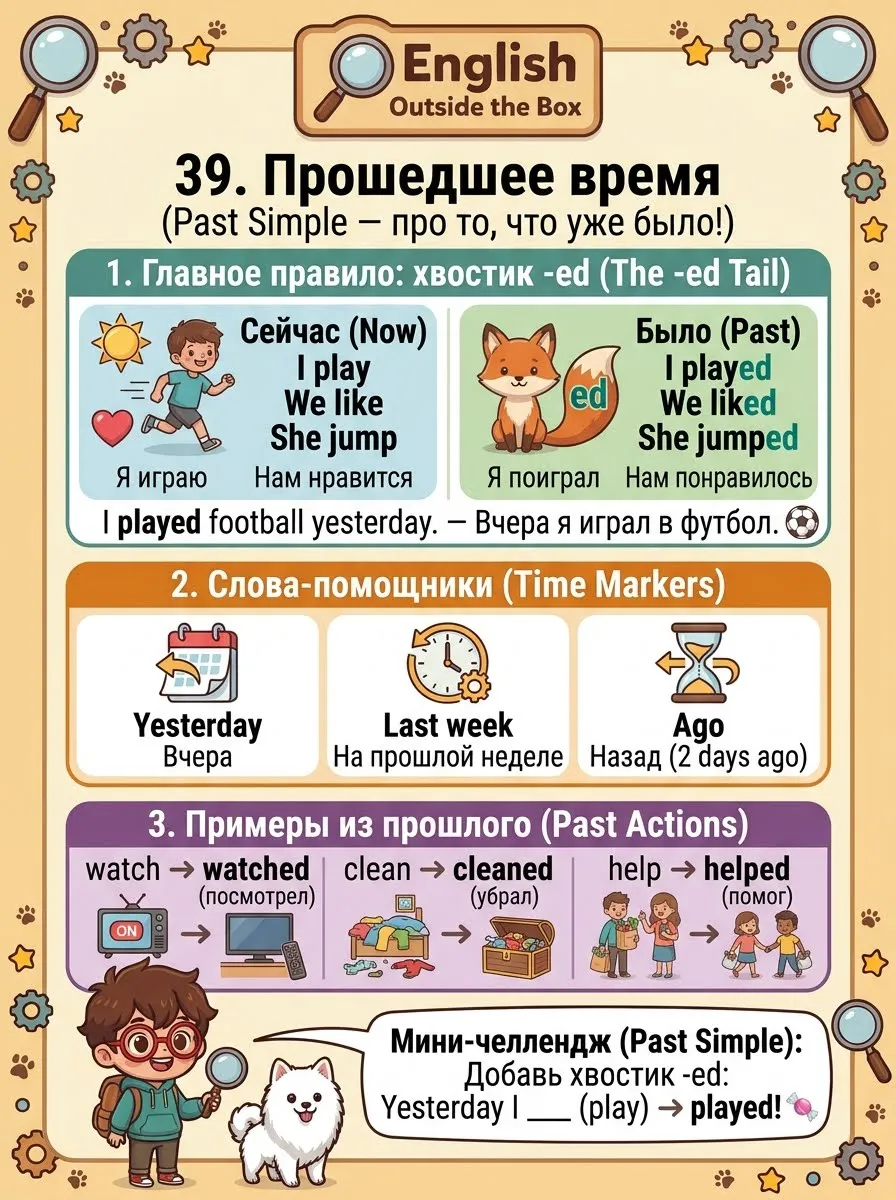 English
Outside the Box
39. Прошедшее время
(Past Simple — про то, что уже было!)
1. Главное правило: хвостик -ed (The -ed Tail)
Сейчас (Now)
I play
We like
She jump
Я играю
Нам нравится
ed
Было (Past)
I played
We liked
She jumped
Я поиграл
Нам понравилось
I played football yesterday. — Вчера я играл в футбол.
2. Слова-помощники (Time Markers)
Yesterday
Вчера
Last week
На прошлой неделе
Ago
Назад (2 days ago)
3. Примеры из прошлого (Past Actions)
watch → watched
(посмотрел)
ON
clean → cleaned
(убрал)
help → helped
(помог)
Мини-челлендж (Past Simple):
Добавь хвостик -ed:
Yesterday I ___ (play) → played!